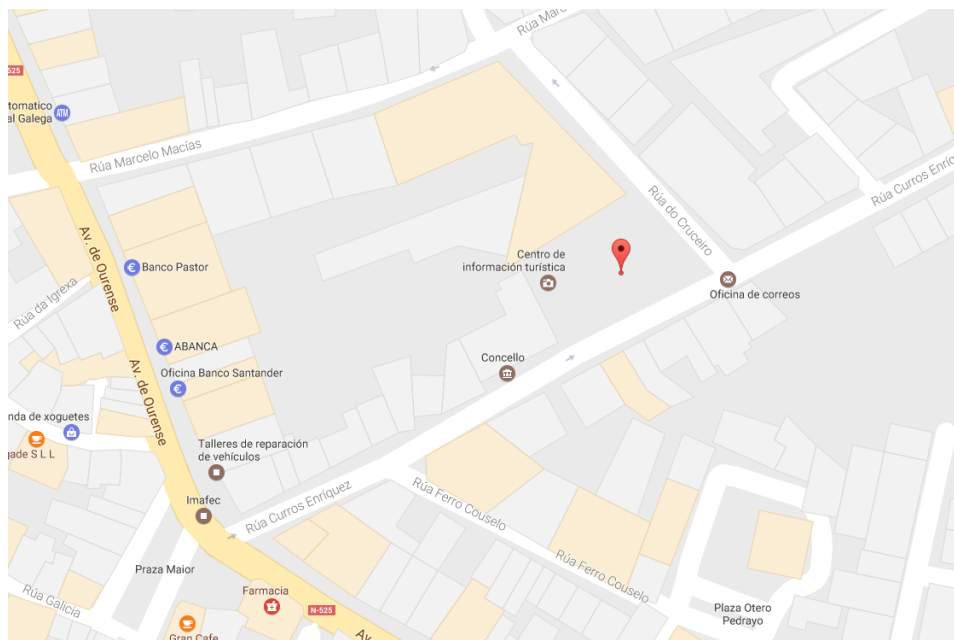 Rúa Marc
N-525
tomatico
al Galega
ATM
Rúa Marcelo Macías
Rúa Curros Enríq
Rúa do Cruceiro
Av. de Ourense
Banco Pastor
Centro de
información turística
Rúa da Igrexa
Oficina de correos
ABANCA
Concello
Oficina Banco Santander
Av. de Ourense
nda de xoguetes
gade S L L
Talleres de reparación
de vehículos
Imafec
Rúa Curros Enríquez
Rúa Ferro Couselo
Rúa Ferro Couselo
Praza Maior
Rúa Galicia
Farmacia
N-525
Plaza Otero
Pedrayo
Gran Cafe
Av